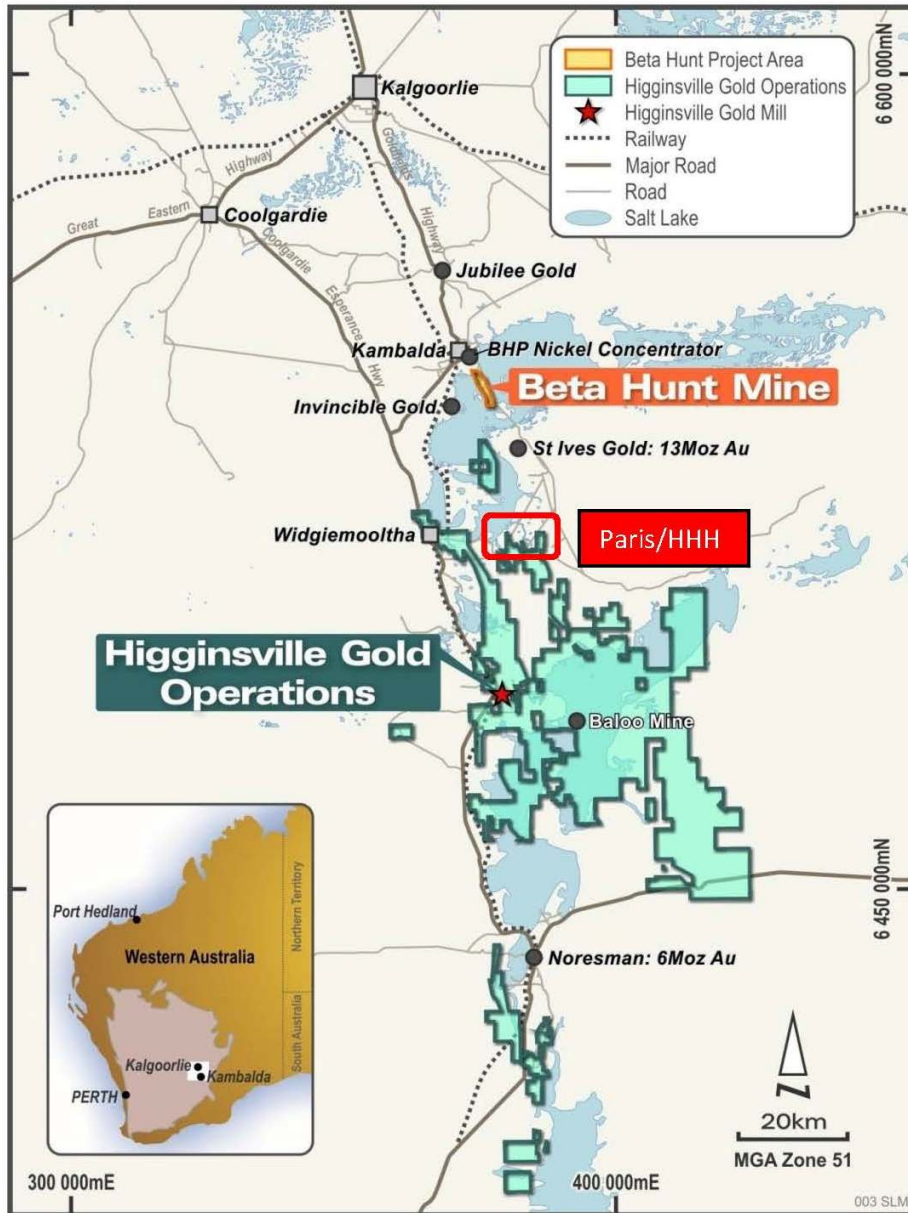 Beta Hunt Project Area
Higginsville Gold Operations
Higginsville Gold Mill
Railway
Major Road
Road
Salt Lake
6 600 000mN
Kalgoorlie
Goldfields
Highway
Highway
Eastern
Great
Coolgardie
Coolgardie
Esperance
Hwy
Jubilee Gold
Kambalda
BHP Nickel Concentrator
Beta Hunt Mine
Invincible Gold
St Ives Gold: 13Moz Au
Widgiemooltha
Paris/HHH
Higginsville Gold
Operations
Baloo Mine
6 450 000mN
Port Hedland
Western Australia
Northern Territory
South Australia
Kalgoorlie
Kambalda
PERTH
Noresman: 6Moz Au
N
20km
MGA Zone 51
300 000mE
400 000mE
003 SLM